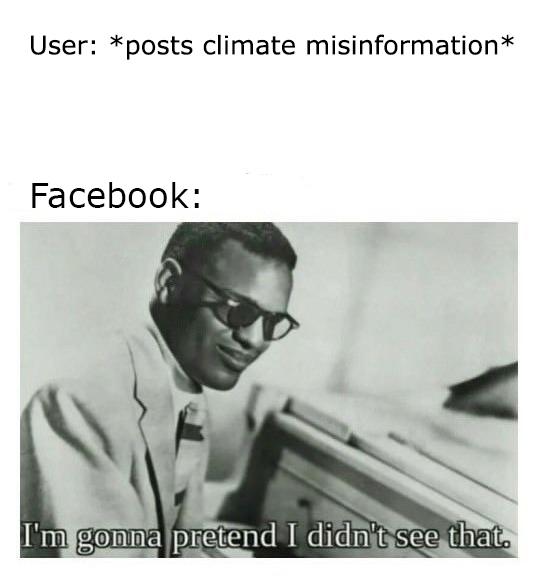 User: *posts climate misinformation*
Facebook:
I'm gonna pretend I didn't see that.